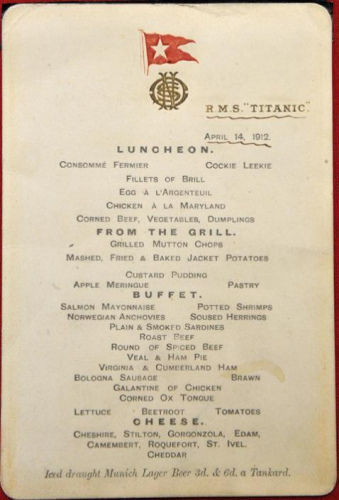 R.M.S. "TITANIC."
APRIL 14, 1912.
LUNCHEON.
CONSOMMÉ FERMIER COCKIE LEEKIE
FILLETS OF BRILL
EGG À L'ARGENTEUIL
CHICKEN À LA MARYLAND
CORNED BEEF, VEGETABLES, DUMPLINGS
FROM THE GRILL.
GRILLED MUTTON CHOPS
MASHED, FRIED & BAKED JACKET POTATOES
CUSTARD PUDDING
APPLE MERINGUE PASTRY
BUFFET.
SALMON MAYONNAISE POTTED SHRIMPS
NORWEGIAN ANCHOVIES SOUSED HERRINGS
PLAIN & SMOKED SARDINES
ROAST BEEF
ROUND OF SPICED BEEF
VEAL & HAM PIE
VIRGINIA & CUMBERLAND HAM
BOLOGNA SAUSAGE BRAWN
GALANTINE OF CHICKEN
CORNED OX TONGUE
LETTUCE BEETROOT TOMATOES
CHEESE.
CHESHIRE, STILTON, GORGONZOLA, EDAM,
CAMEMBERT, ROQUEFORT, ST. IVEL.
CHEDDAR
Iced draught Munich Lager Beer 3d. & 6d. a Tankard.